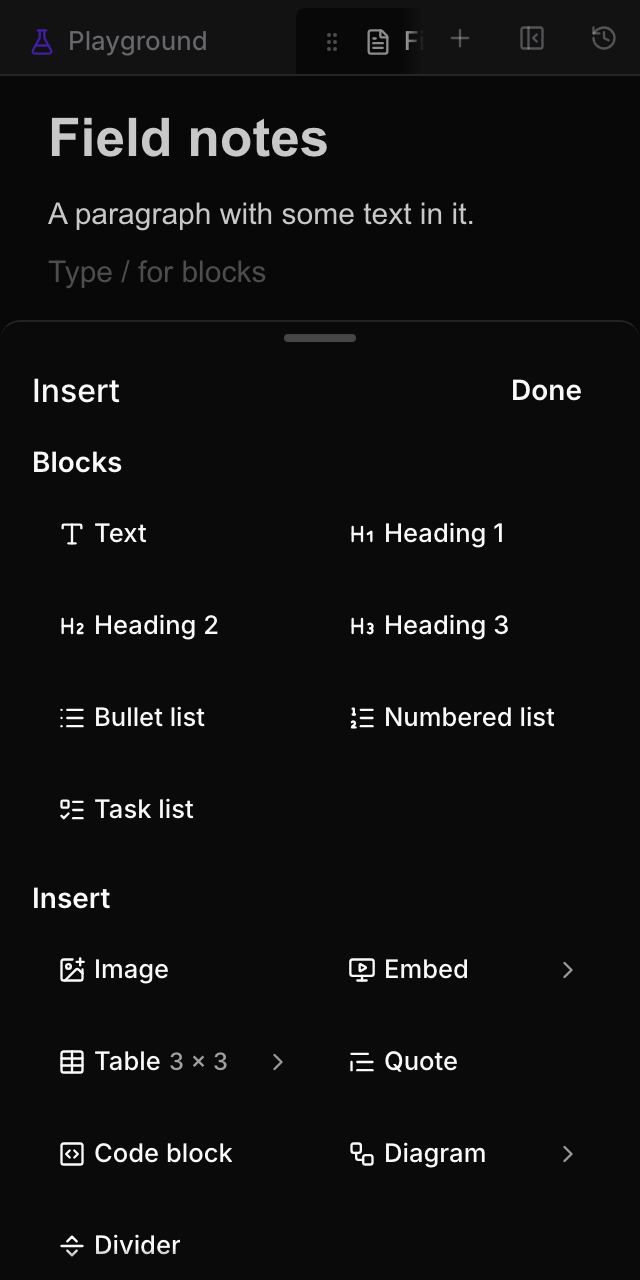 Playground
Field notes
A paragraph with some text in it.
Type / for blocks
Insert
Done
Blocks
Text
Heading 1
Heading 2
Heading 3
Bullet list
Numbered list
Task list
Insert
Image
Embed
Table 3 × 3
Quote
Code block
Diagram
Divider